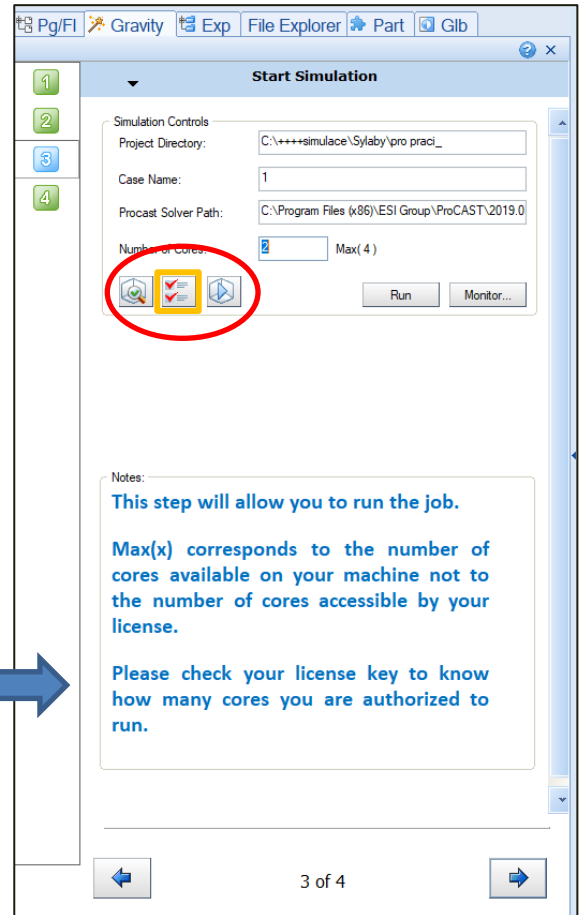 Pg/Fl Gravity Exp File Explorer Part Glb
Start Simulation
1
2
3
4
Simulation Controls
Project Directory: C:\++++simulace\Sylaby\pro praci_
Case Name: 1
Procast Solver Path: C:\Program Files (x86)\ESI Group\ProCAST\2019.0
Number of Cores: 2 Max( 4 )
Run Monitor...
Notes:
This step will allow you to run the job.
Max(x) corresponds to the number of
cores available on your machine not to
the number of cores accessible by your
license.
Please check your license key to know
how many cores you are authorized to
run.
3 of 4